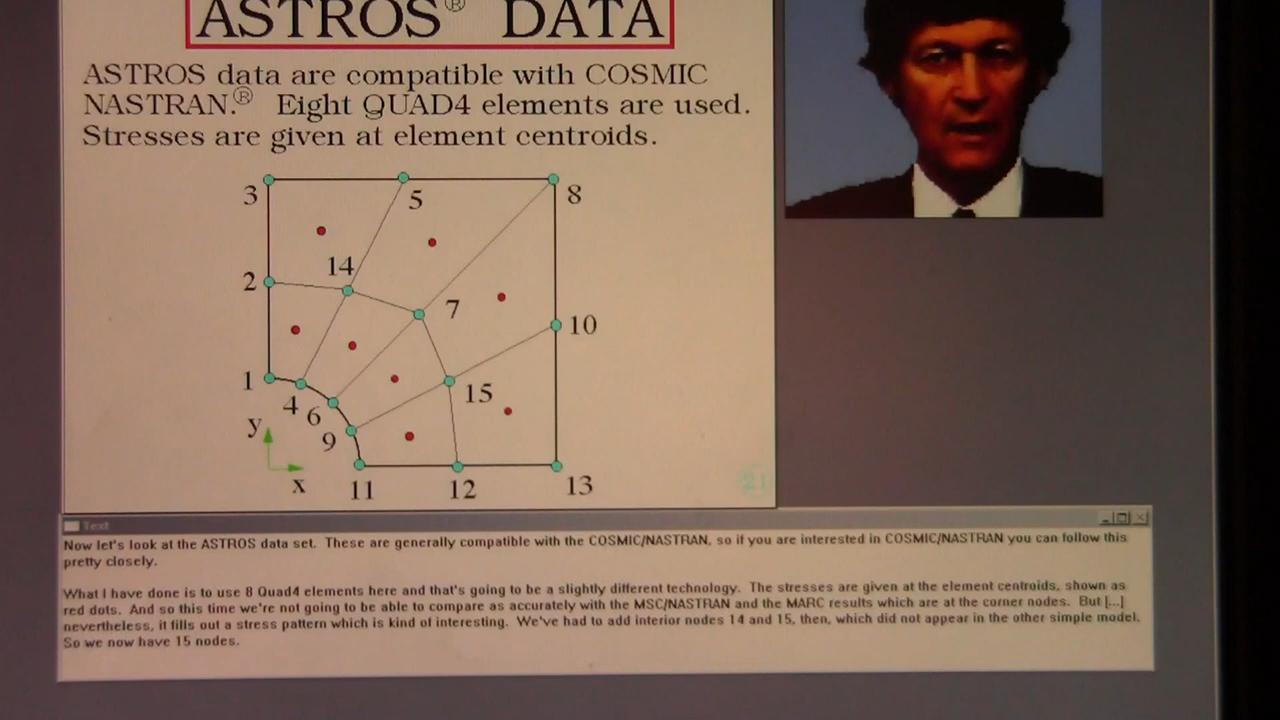 ASTROS® DATA
ASTROS data are compatible with COSMIC
NASTRAN.® Eight QUAD4 elements are used.
Stresses are given at element centroids.
3
5
8
14
2
7
10
1
15
4
6
y
9
x
11
12
13
21
Text
Now let's look at the ASTROS data set. These are generally compatible with the COSMIC/NASTRAN, so if you are interested in COSMIC/NASTRAN you can follow this
pretty closely.
What I have done is to use 8 Quad4 elements here and that's going to be a slightly different technology. The stresses are given at the element centroids, shown as
red dots. And so this time we're not going to be able to compare as accurately with the MSC/NASTRAN and the MARC results which are at the corner nodes. But [...]
nevertheless, it fills out a stress pattern which is kind of interesting. We've had to add interior nodes 14 and 15, then, which did not appear in the other simple model.
So we now have 15 nodes.